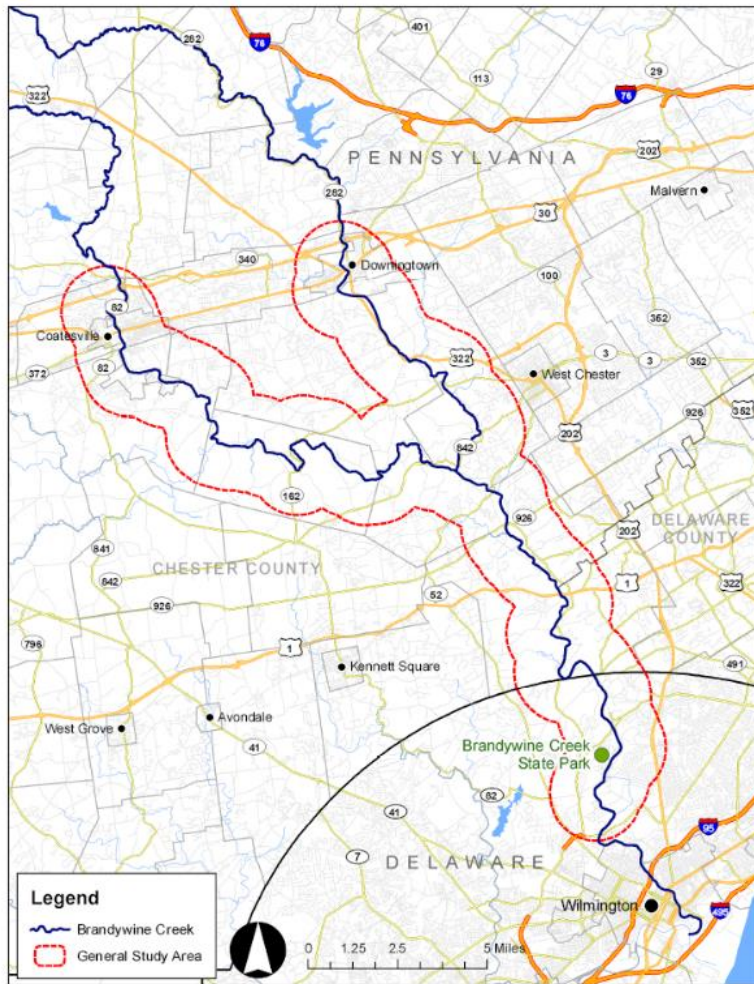 76
401
282
113
29
322
76
PENNSYLVANIA
202
202
Malvern
282
30
340
Downingtown
100
82
352
Coatesville
322
3
3
352
372
82
West Chester
926
352
202
842
162
926
DELAWARE
COUNTY
202
841
CHESTER COUNTY
1
322
842
52
926
796
1
491
Kennett Square
Avondale
West Grove
41
Brandywine Creek
State Park
82
41
95
7
DELAWARE
Legend
Brandywine Creek
General Study Area
Wilmington
495
0 1.25 2.5 5 Miles